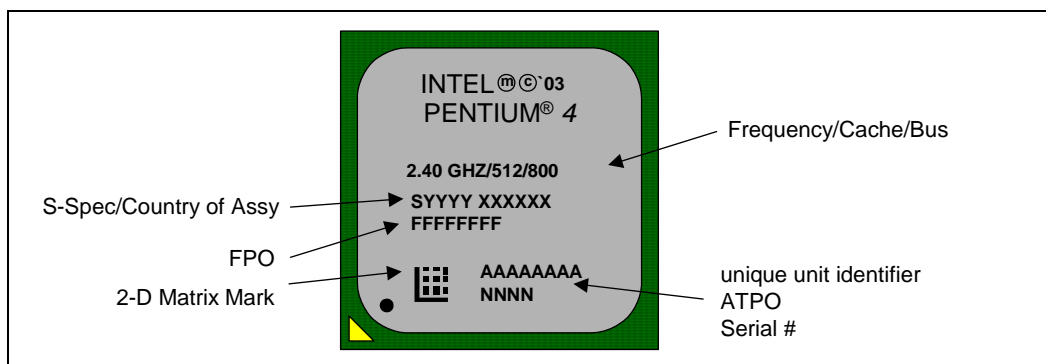 INTEL ⓜ©`03
PENTIUM® 4
2.40 GHZ/512/800
SYYYY XXXXXX
FFFFFFFF
AAAAAAAA
NNNN
S-Spec/Country of Assy
FPO
2-D Matrix Mark
Frequency/Cache/Bus
unique unit identifier
ATPO
Serial #